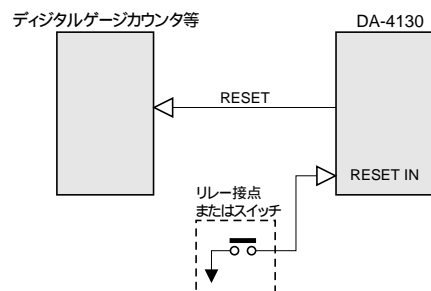 ディジタルゲージカウンタ等
DA-4130
RESET
RESET IN
リレー接点
またはスイッチ